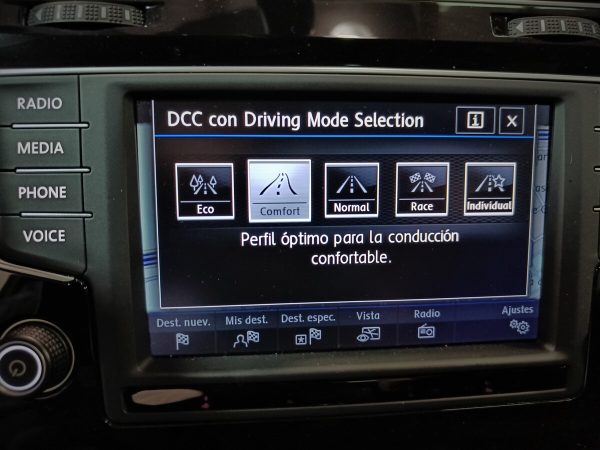 RADIO
MEDIA
PHONE
VOICE
DCC con Driving Mode Selection
Eco
Comfort
Normal
Race
Individual
Perfil óptimo para la conducción
confortable.
Dest. nuev.
Mis dest.
Dest. espec.
Vista
Radio
Ajustes